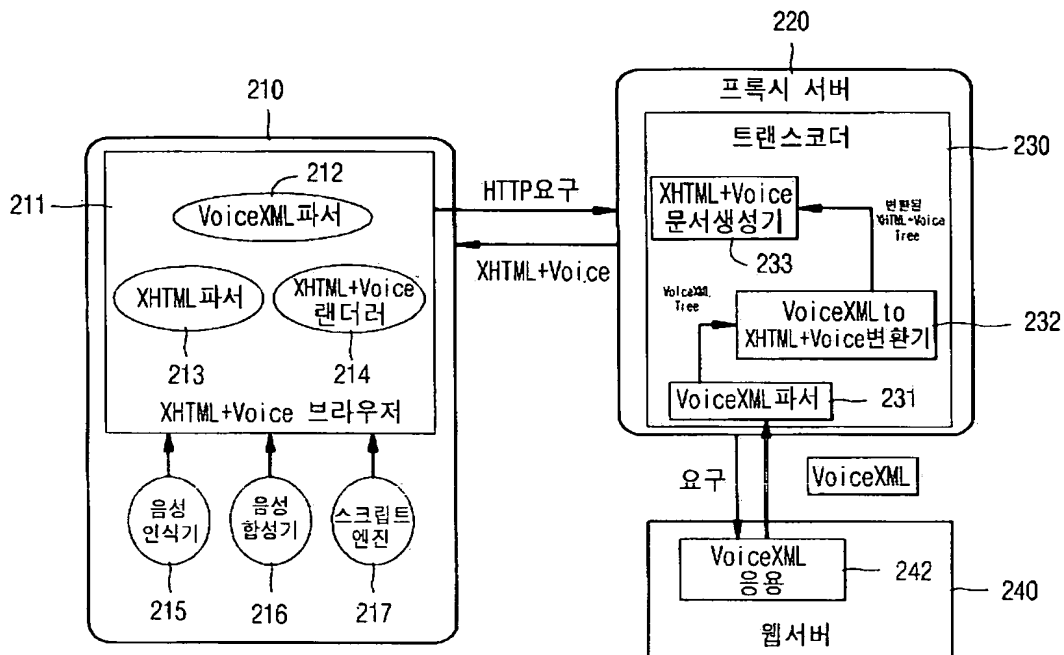 210
211
212
VoiceXML파서
XHTML파서
213
XHTML+Voice
랜더러
214
XHTML+Voice 브라우저
음성
인식기
215
음성
합성기
216
스크립트
엔진
217
HTTP요구
XHTML+Voice
220
프록시 서버
트랜스코더
230
XHTML+Voice
문서생성기
233
변환된
XHTML+Voice
Tree
VoiceXML
Tree
VoiceXML to
XHTML+Voice변환기
232
VoiceXML파서
231
요구
VoiceXML
VoiceXML
응용
242
240
웹서버